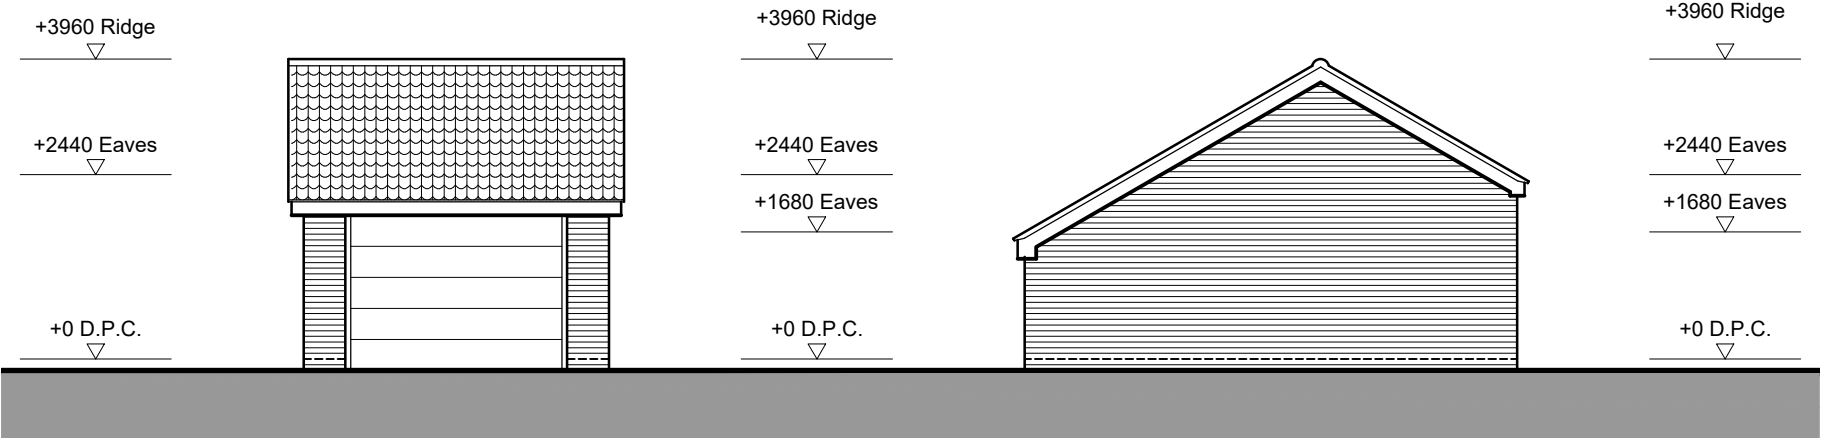 +3960 Ridge
+2440 Eaves
+0 D.P.C.
+3960 Ridge
+2440 Eaves
+1680 Eaves
+0 D.P.C.
+3960 Ridge
+2440 Eaves
+1680 Eaves
+0 D.P.C.